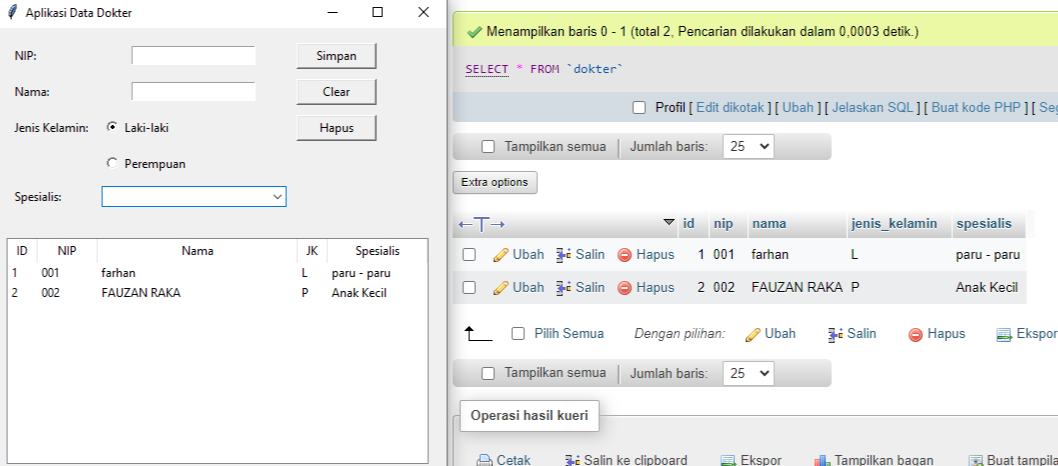 Aplikasi Data Dokter
NIP:
Simpan
Nama:
Clear
Jenis Kelamin:
Laki-laki
Hapus
Perempuan
Spesialis:
ID NIP Nama JK Spesialis
1 001 farhan L paru - paru
2 002 FAUZAN RAKA P Anak Kecil
Menampilkan baris 0 - 1 (total 2, Pencarian dilakukan dalam 0,0003 detik.)
SELECT * FROM `dokter`
Profil [ Edit dikotak ] [ Ubah ] [ Jelaskan SQL ] [ Buat kode PHP ] [ Seg
Tampilkan semua | Jumlah baris: 25
Extra options
←T→ id nip nama jenis_kelamin spesialis
Ubah Salin Hapus 1 001 farhan L paru - paru
Ubah Salin Hapus 2 002 FAUZAN RAKA P Anak Kecil
Pilih Semua Dengan pilihan: Ubah Salin Hapus Ekspor
Tampilkan semua | Jumlah baris: 25
Operasi hasil kueri
Cetak Salin ke clipboard Ekspor Tampilkan bagan Buat tampila